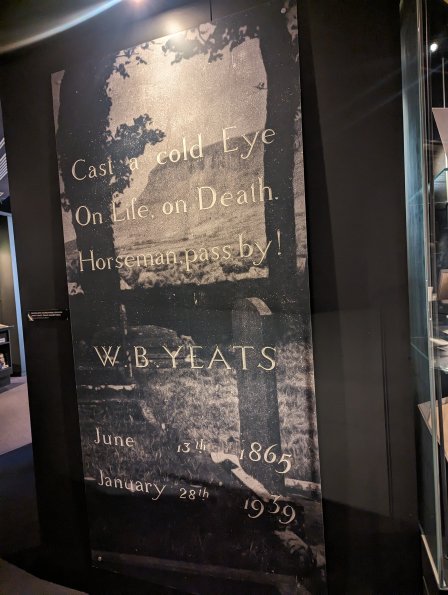 Cast a cold Eye
On Life, on Death.
Horseman, pass by!
W. B. YEATS
June 13th 1865
January 28th 1939